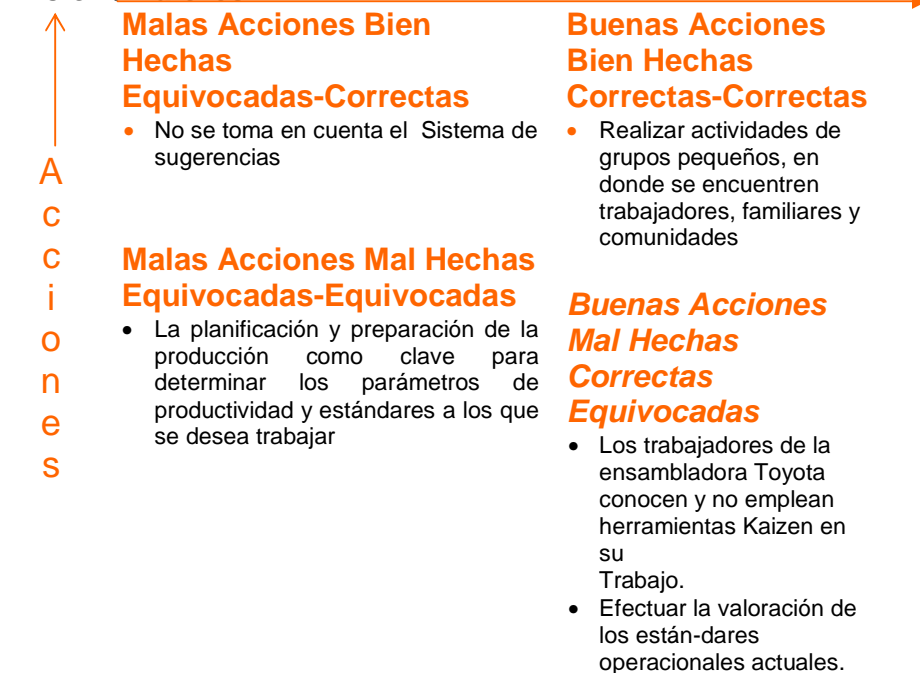 Malas Acciones Bien
Hechas
Equivocadas-Correctas
• No se toma en cuenta el Sistema de
sugerencias
Malas Acciones Mal Hechas
Equivocadas-Equivocadas
• La planificación y preparación de la
producción como clave para
determinar los parámetros de
productividad y estándares a los que
se desea trabajar
Buenas Acciones
Bien Hechas
Correctas-Correctas
• Realizar actividades de
grupos pequeños, en
donde se encuentren
trabajadores, familiares y
comunidades
Buenas Acciones
Mal Hechas
Correctas
Equivocadas
• Los trabajadores de la
ensambladora Toyota
conocen y no emplean
herramientas Kaizen en
su
Trabajo.
• Efectuar la valoración de
los están-dares
operacionales actuales.
A
c
c
i
o
n
e
s